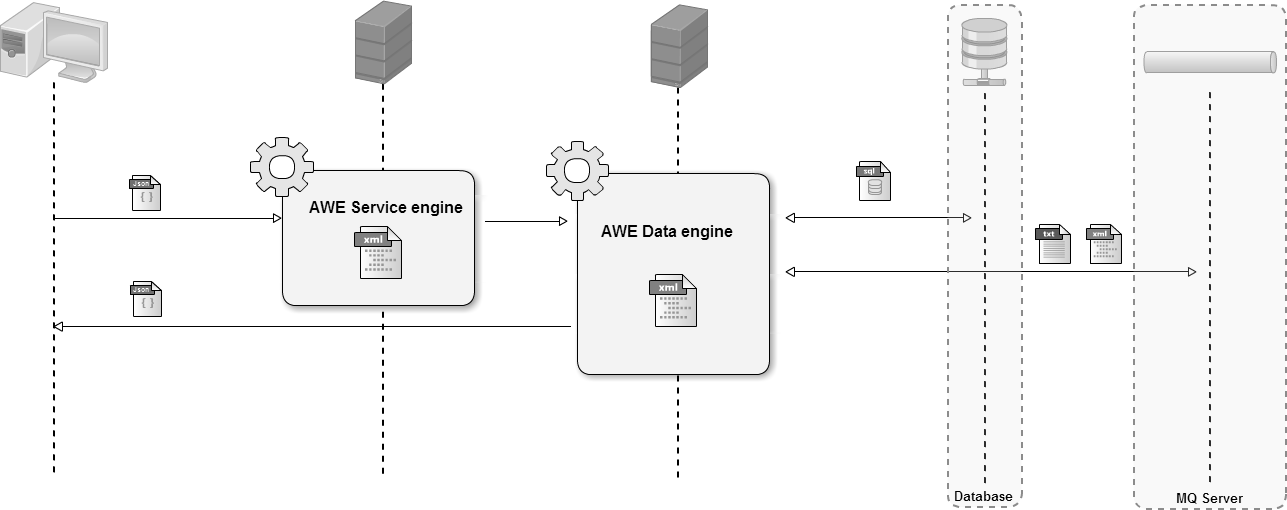 Json
{ }
AWE Service engine
xml
Json
{ }
AWE Data engine
xml
sql
txt
xml
Database
MQ Server